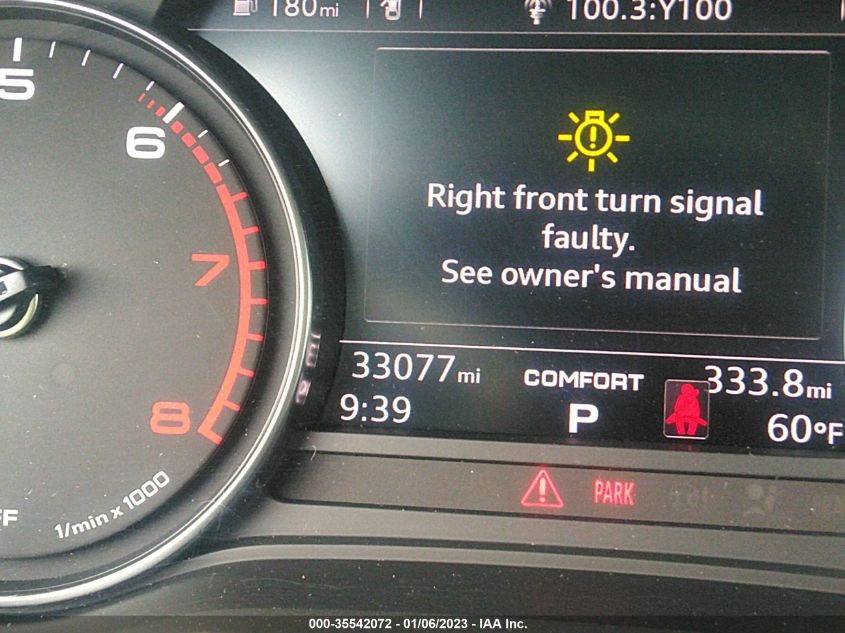 180mi
100.3:Y100
5
6
7
8
1/min x 1000
FF
Right front turn signal
faulty.
See owner's manual
33077mi COMFORT 333.8mi
9:39 P 60°F
PARK
000-35542072 - 01/06/2023 - IAA Inc.